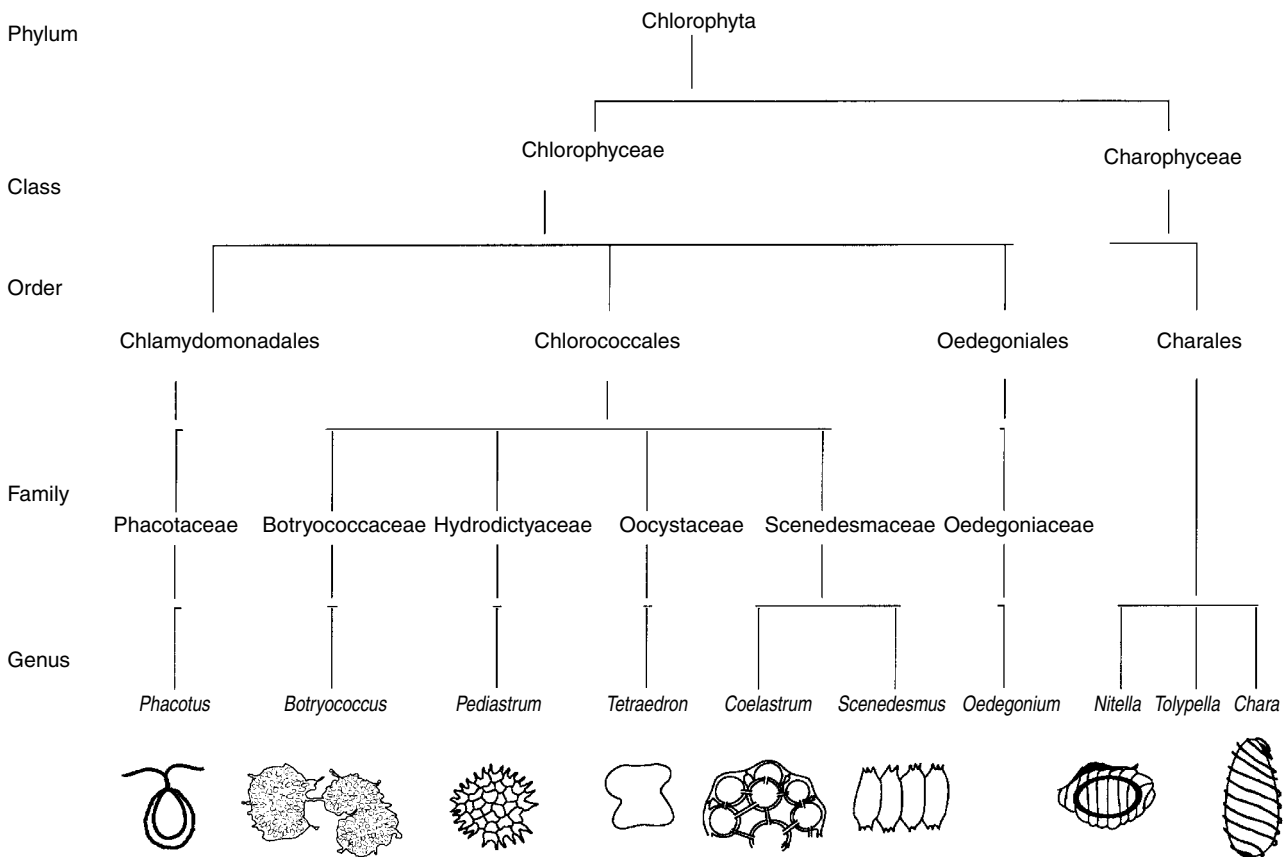 Phylum
Chlorophyta
Chlorophyceae
Charophyceae
Class
Order
Chlamydomonadales
Chlorococcales
Oedegoniales
Charales
Family
Phacotaceae
Botryococcaceae
Hydrodictyaceae
Oocystaceae
Scenedesmaceae
Oedegoniaceae
Genus
Phacotus
Botryococcus
Pediastrum
Tetraedron
Coelastrum
Scenedesmus
Oedegonium
Nitella
Tolypella
Chara